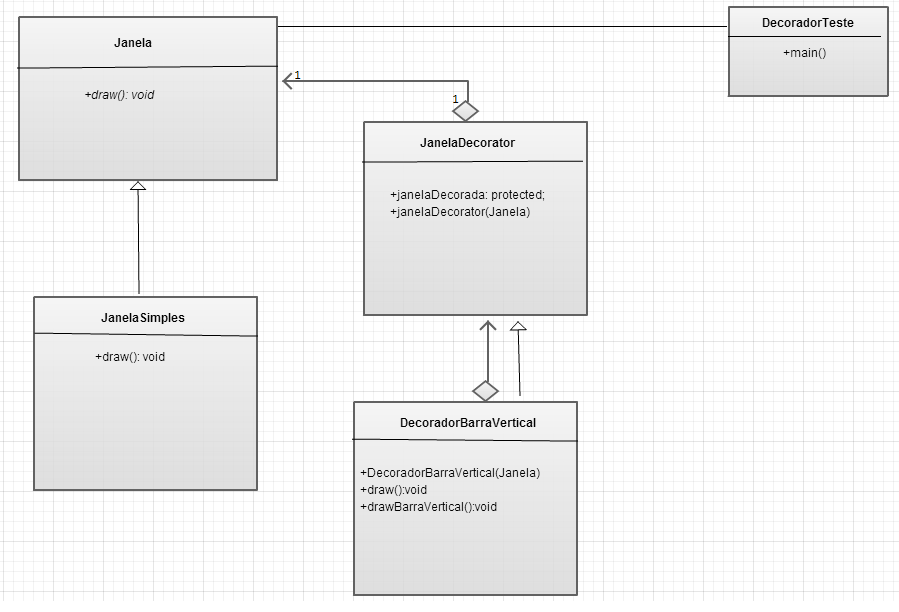 Janela
+draw(): void
DecoradorTeste
+main()
1
1
JanelaDecorator
+janelaDecorada: protected;
+janelaDecorator(Janela)
JanelaSimples
+draw(): void
DecoradorBarraVertical
+DecoradorBarraVertical(Janela)
+draw():void
+drawBarraVertical():void